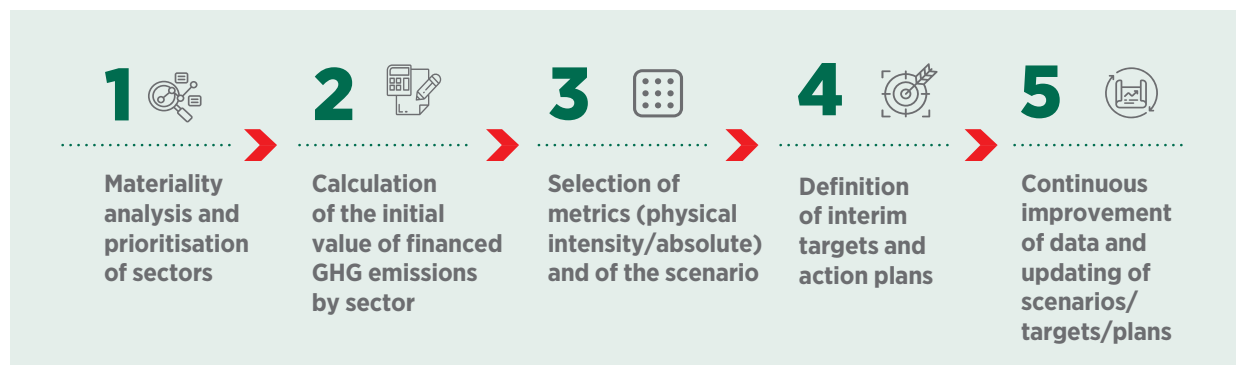 1
Materiality
analysis and
prioritisation
of sectors
2
Calculation
of the initial
value of financed
GHG emissions
by sector
3
Selection of
metrics (physical
intensity/absolute)
and of the scenario
4
Definition
of interim
targets and
action plans
5
Continuous
improvement
of data and
updating of
scenarios/
targets/plans